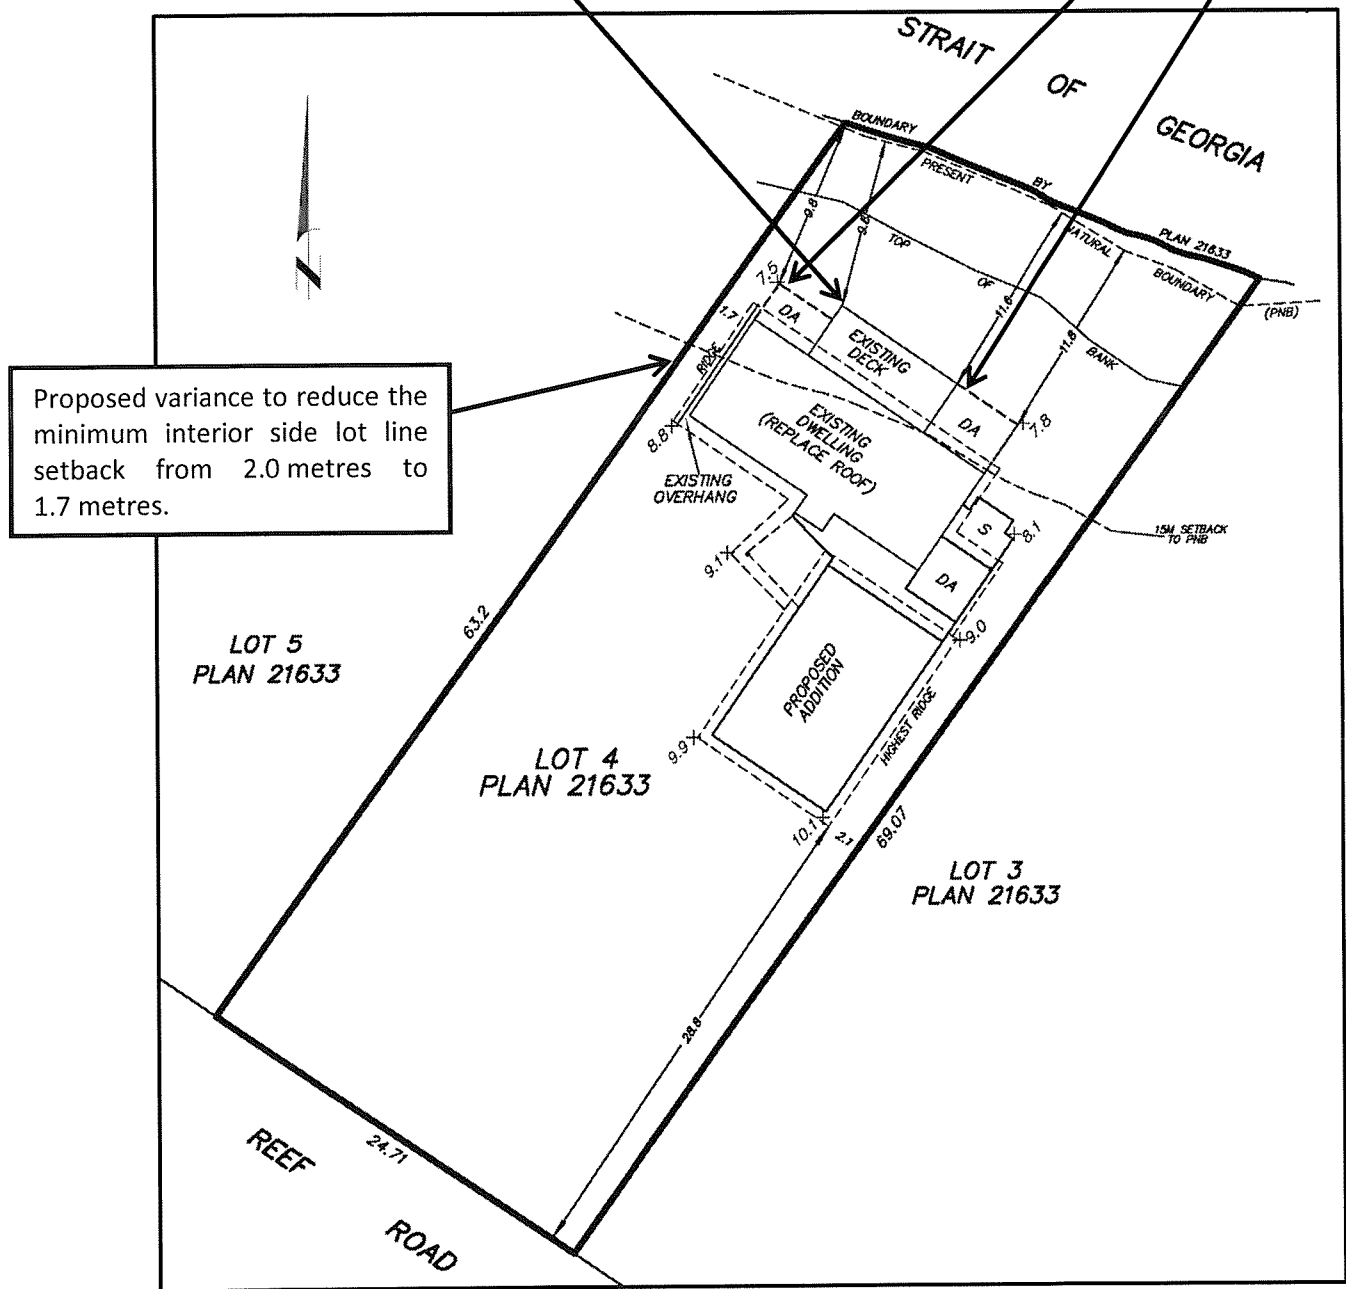 STRAIT
OF
GEORGIA
BOUNDARY
PRESENT
BY
PLAN 21633
NATURAL
BOUNDARY
(PNB)
9.8
TOP
OF
BANK
11.8
7.5
1.7
DA
EXISTING
DECK
DA
7.8
RIDGE
EXISTING
DWELLING
(REPLACE ROOF)
8.8
EXISTING
OVERHANG
Proposed variance to reduce the
minimum interior side lot line
setback from 2.0 metres to
1.7 metres.
S
8.1
15M SETBACK
TO PNB
DA
9.1
9.0
63.2
LOT 5
PLAN 21633
PROPOSED
ADDITION
HIGHEST RIDGE
9.9
LOT 4
PLAN 21633
10.1
2.1
69.07
LOT 3
PLAN 21633
28.8
24.71
REEF
ROAD